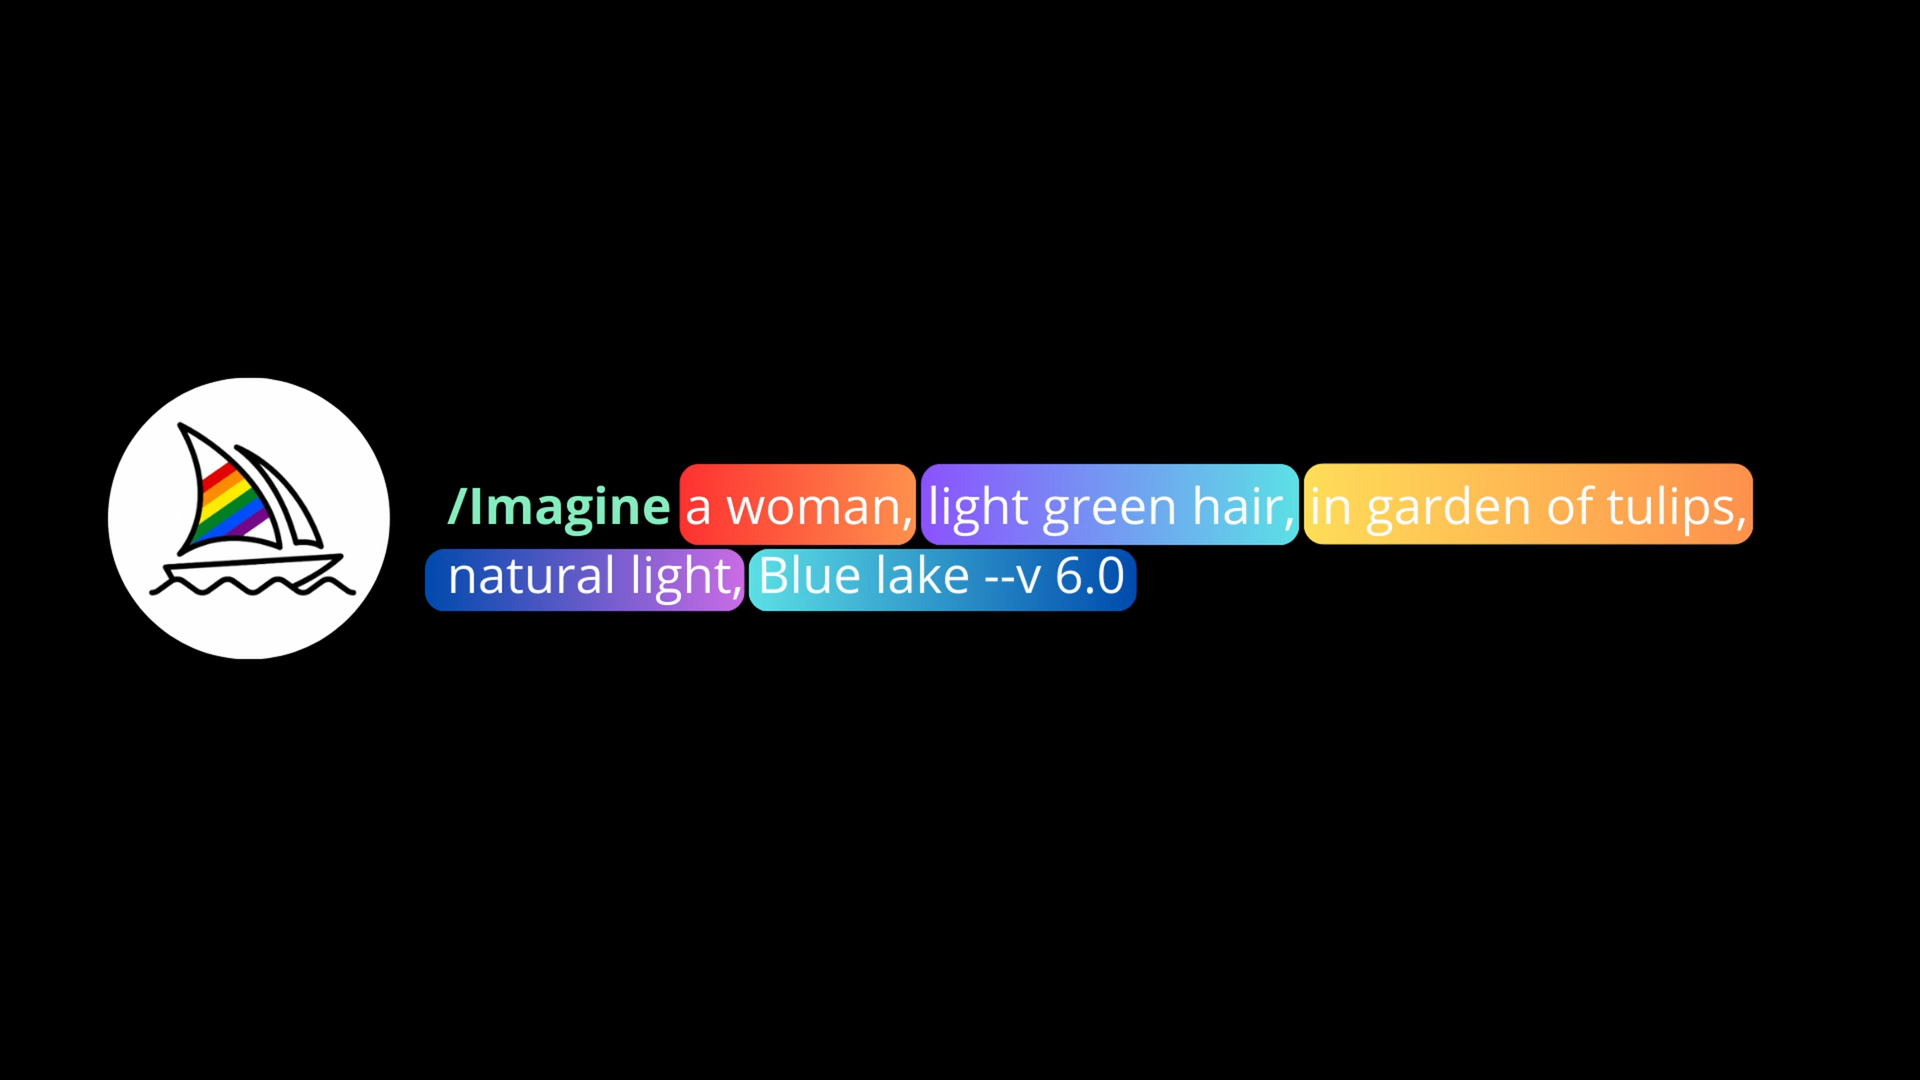 /Imagine a woman, light green hair, in garden of tulips,
natural light, Blue lake --v 6.0